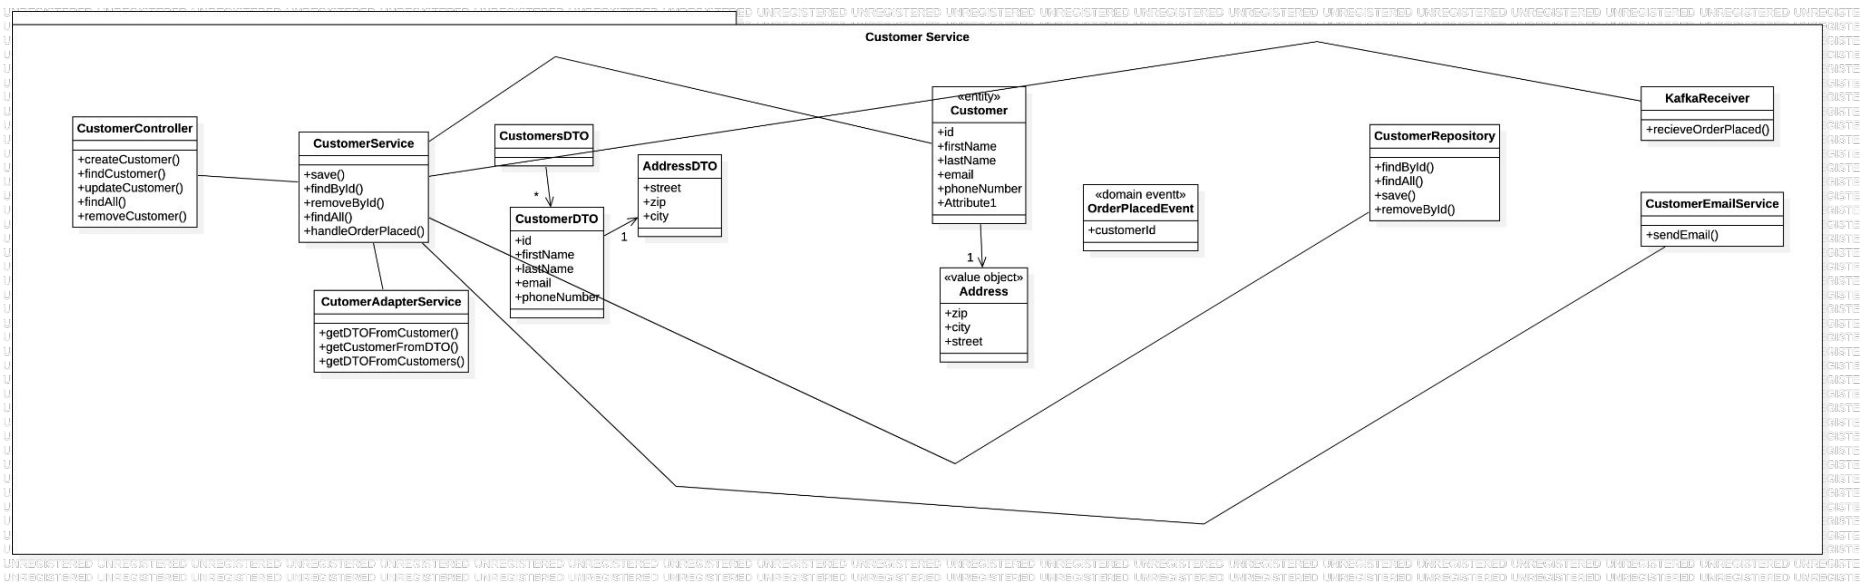 Customer Service
CustomerController
+createCustomer()
+findCustomer()
+updateCustomer()
+findAll()
+removeCustomer()
CustomerService
+save()
+findById()
+removeById()
+findAll()
+handleOrderPlaced()
CutomerAdapterService
+getDTOFromCustomer()
+getCustomerFromDTO()
+getDTOFromCustomers()
CustomersDTO
*
CustomerDTO
+id
+firstName
+lastName
+email
+phoneNumber
1
AddressDTO
+street
+zip
+city
«entity»
Customer
+id
+firstName
+lastName
+email
+phoneNumber
+Attribute1
1
«value object»
Address
+zip
+city
+street
«domain eventt»
OrderPlacedEvent
+customerId
CustomerRepository
+findById()
+findAll()
+save()
+removeById()
KafkaReceiver
+recieveOrderPlaced()
CustomerEmailService
+sendEmail()